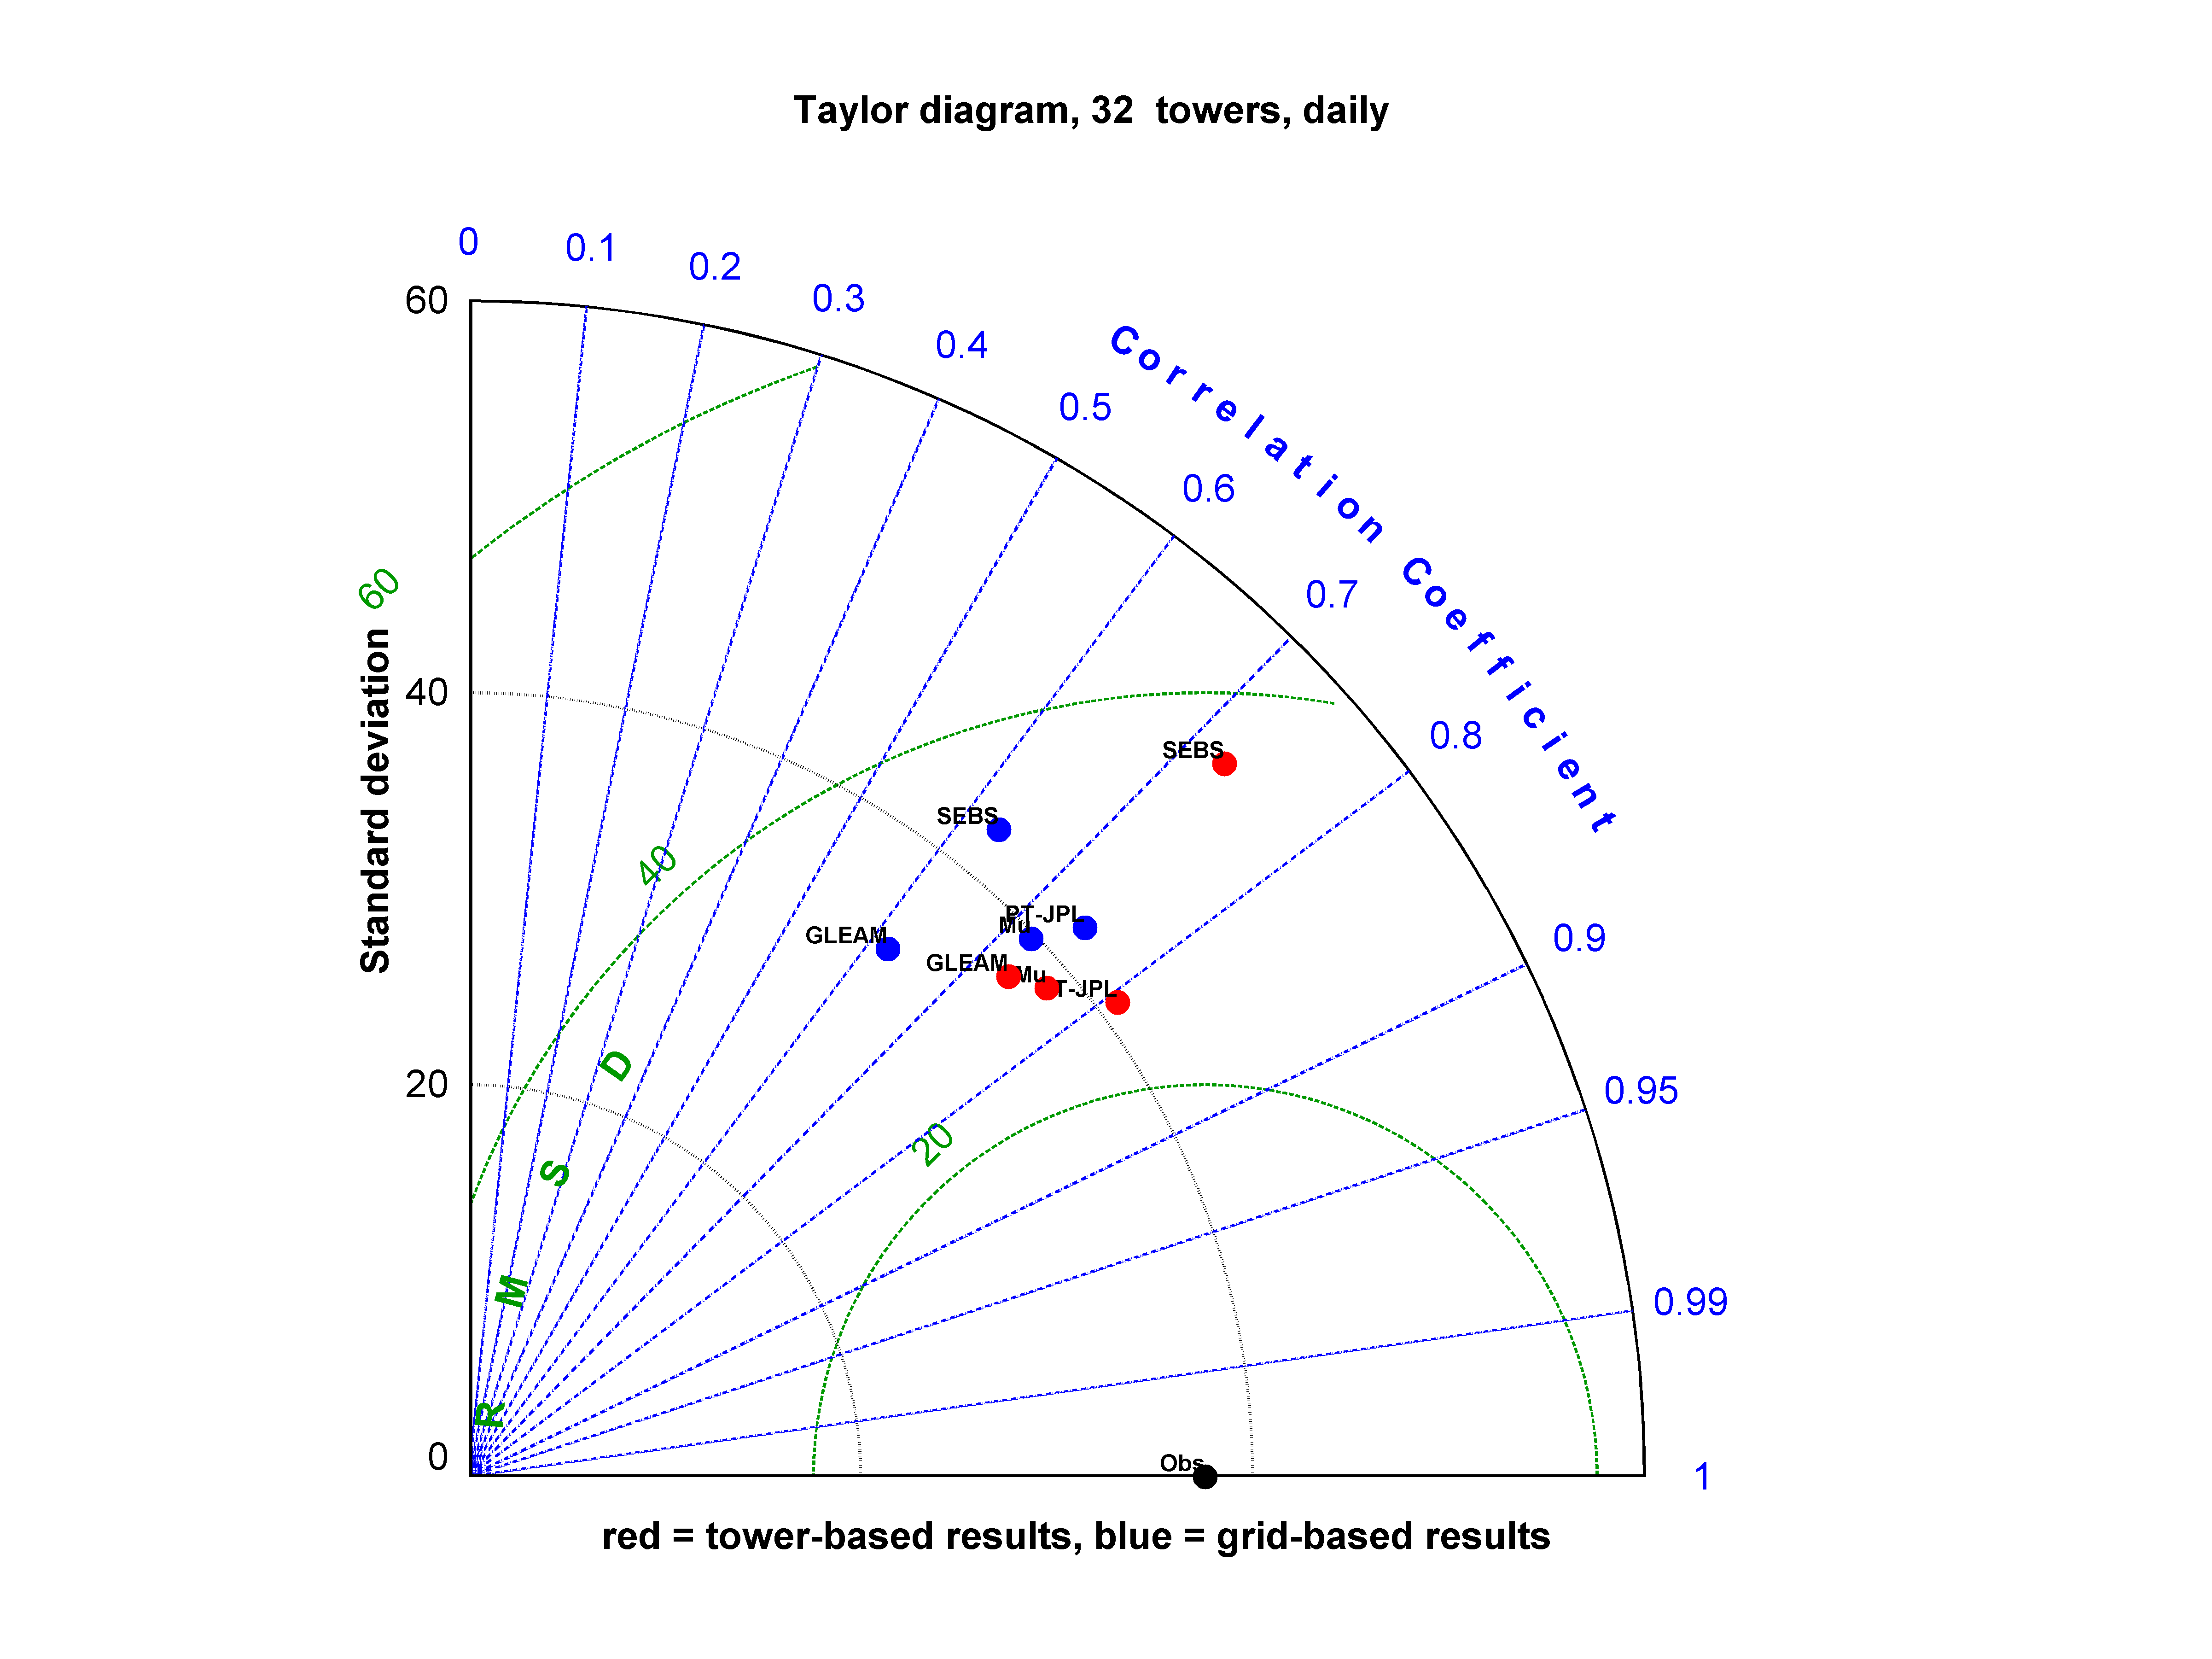 Taylor diagram, 32 towers, daily
0
0.1
0.2
0.3
0.4
0.5
0.6
0.7
0.8
0.9
0.95
0.99
1
Correlation Coefficient
60
40
20
0
Standard deviation
60
40
20
RMSD
SEBS
SEBS
PT-JPL
Mu
GLEAM
GLEAM
Mu
T-JPL
Obs
red = tower-based results, blue = grid-based results